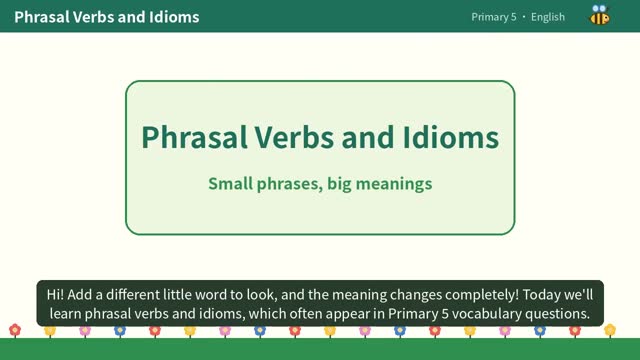 Phrasal Verbs and Idioms
Primary 5 · English
Phrasal Verbs and Idioms
Small phrases, big meanings
Hi! Add a different little word to look, and the meaning changes completely! Today we'll
learn phrasal verbs and idioms, which often appear in Primary 5 vocabulary questions.